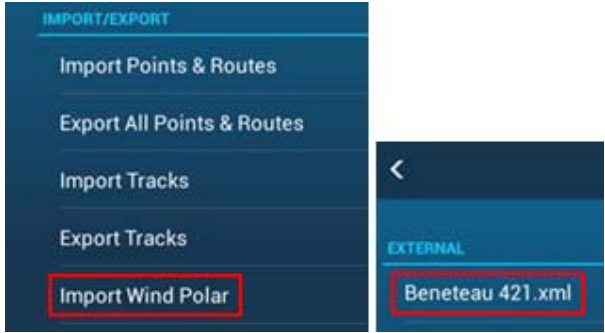 IMPORT/EXPORT
Import Points & Routes
Export All Points & Routes
Import Tracks
Export Tracks
Import Wind Polar
<
EXTERNAL
Beneteau 421.xml